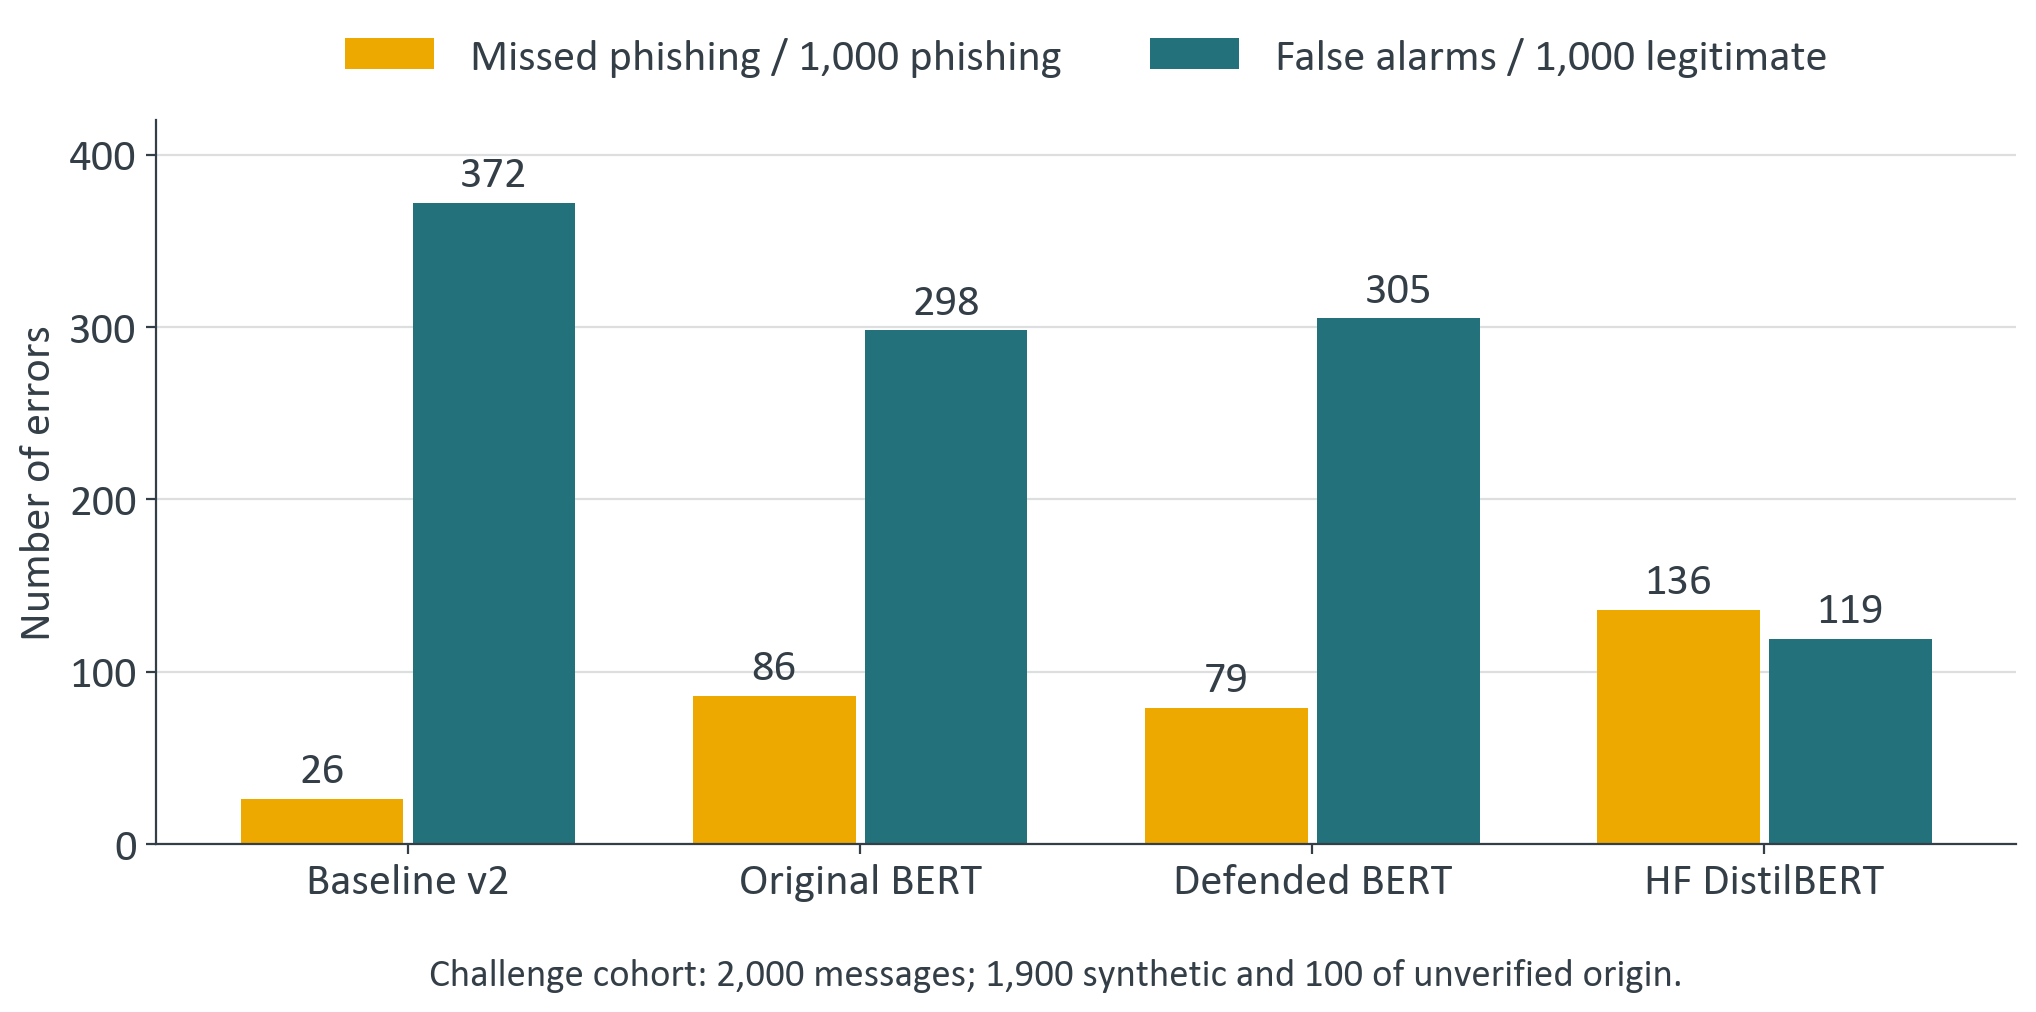 Missed phishing / 1,000 phishing
False alarms / 1,000 legitimate
Number of errors
400
300
200
100
0
26
372
86
298
79
305
136
119
Baseline v2
Original BERT
Defended BERT
HF DistilBERT
Challenge cohort: 2,000 messages; 1,900 synthetic and 100 of unverified origin.